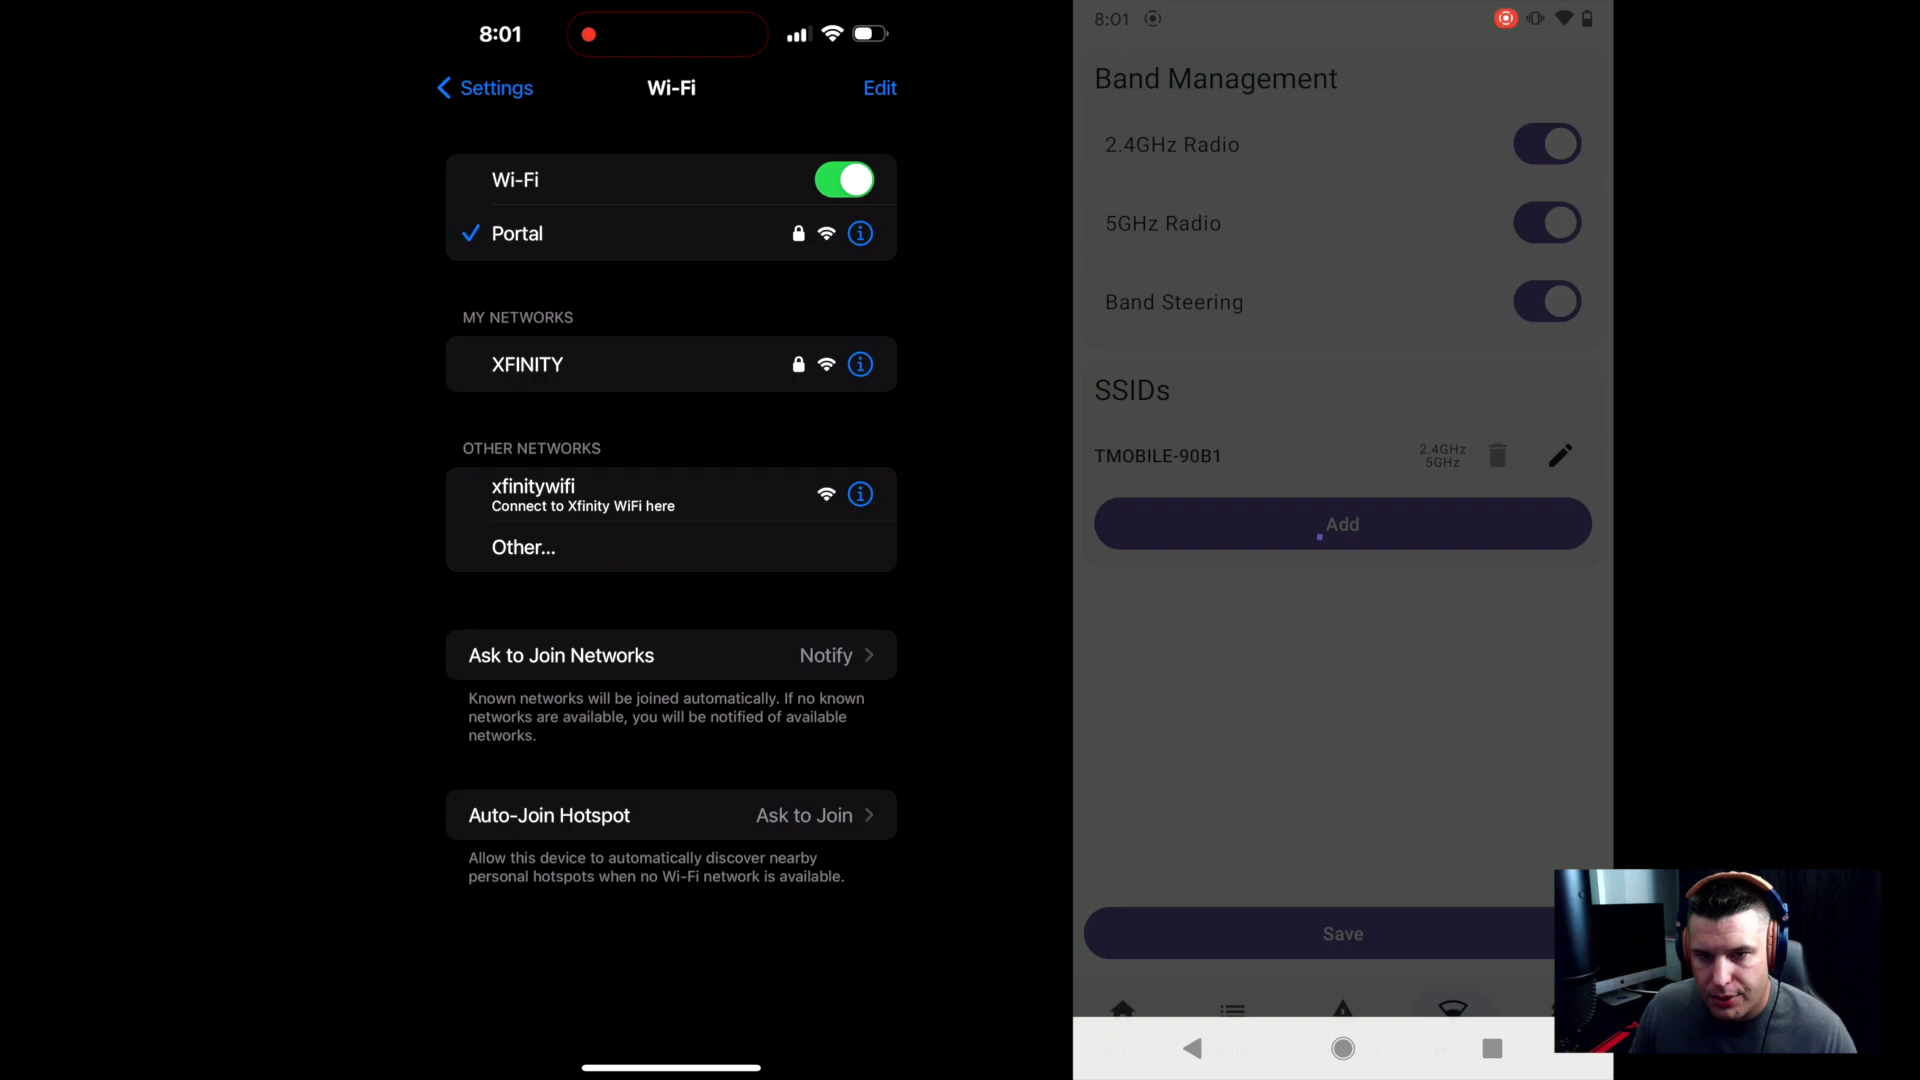 8:01
Settings
Wi-Fi
Edit
Wi-Fi
Portal
MY NETWORKS
XFINITY
OTHER NETWORKS
xfinitywifi
Connect to Xfinity WiFi here
Other...
Ask to Join Networks
Notify
Known networks will be joined automatically. If no known
networks are available, you will be notified of available
networks.
Auto-Join Hotspot
Ask to Join
Allow this device to automatically discover nearby
personal hotspots when no Wi-Fi network is available.
8:01
Band Management
2.4GHz Radio
5GHz Radio
Band Steering
SSIDs
TMOBILE-90B1
2.4GHz
5GHz
Add
Save